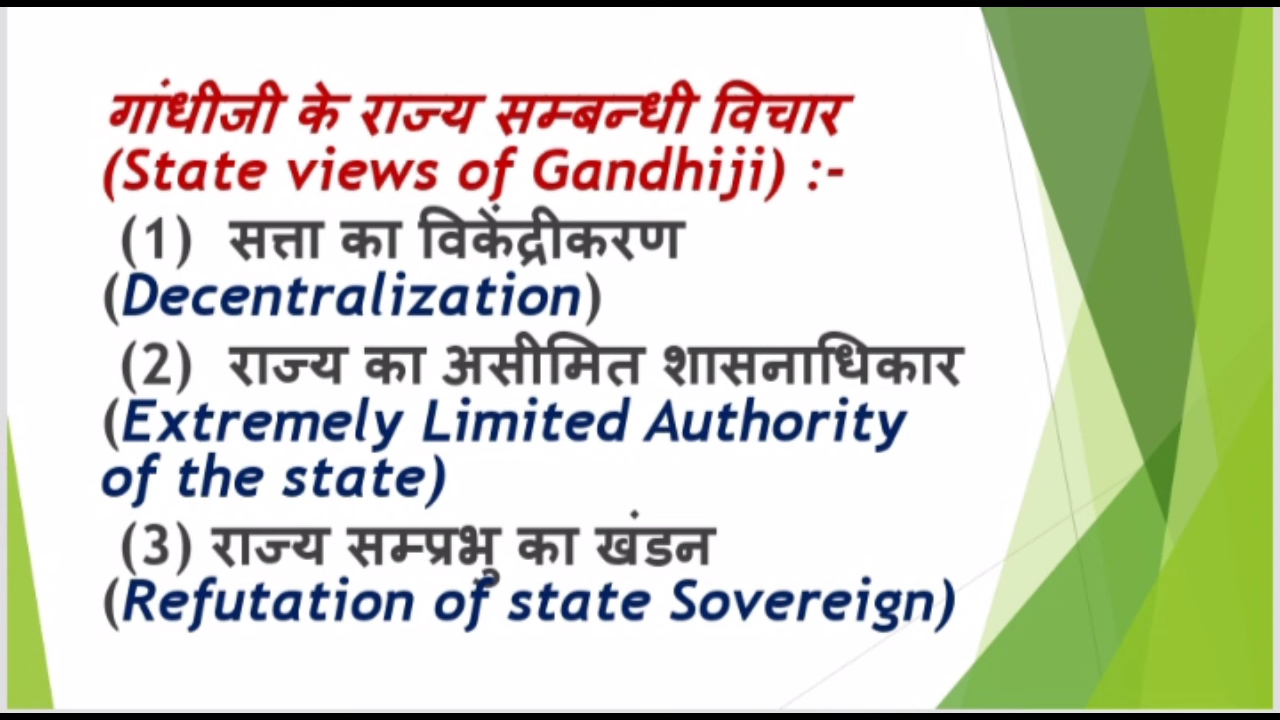 गांधीजी के राज्य सम्बन्धी विचार
(State views of Gandhiji) :-
(1) सत्ता का विकेंद्रीकरण
(Decentralization)
(2) राज्य का असीमित शासनाधिकार
(Extremely Limited Authority
of the state)
(3) राज्य सम्प्रभु का खंडन
(Refutation of state Sovereign)